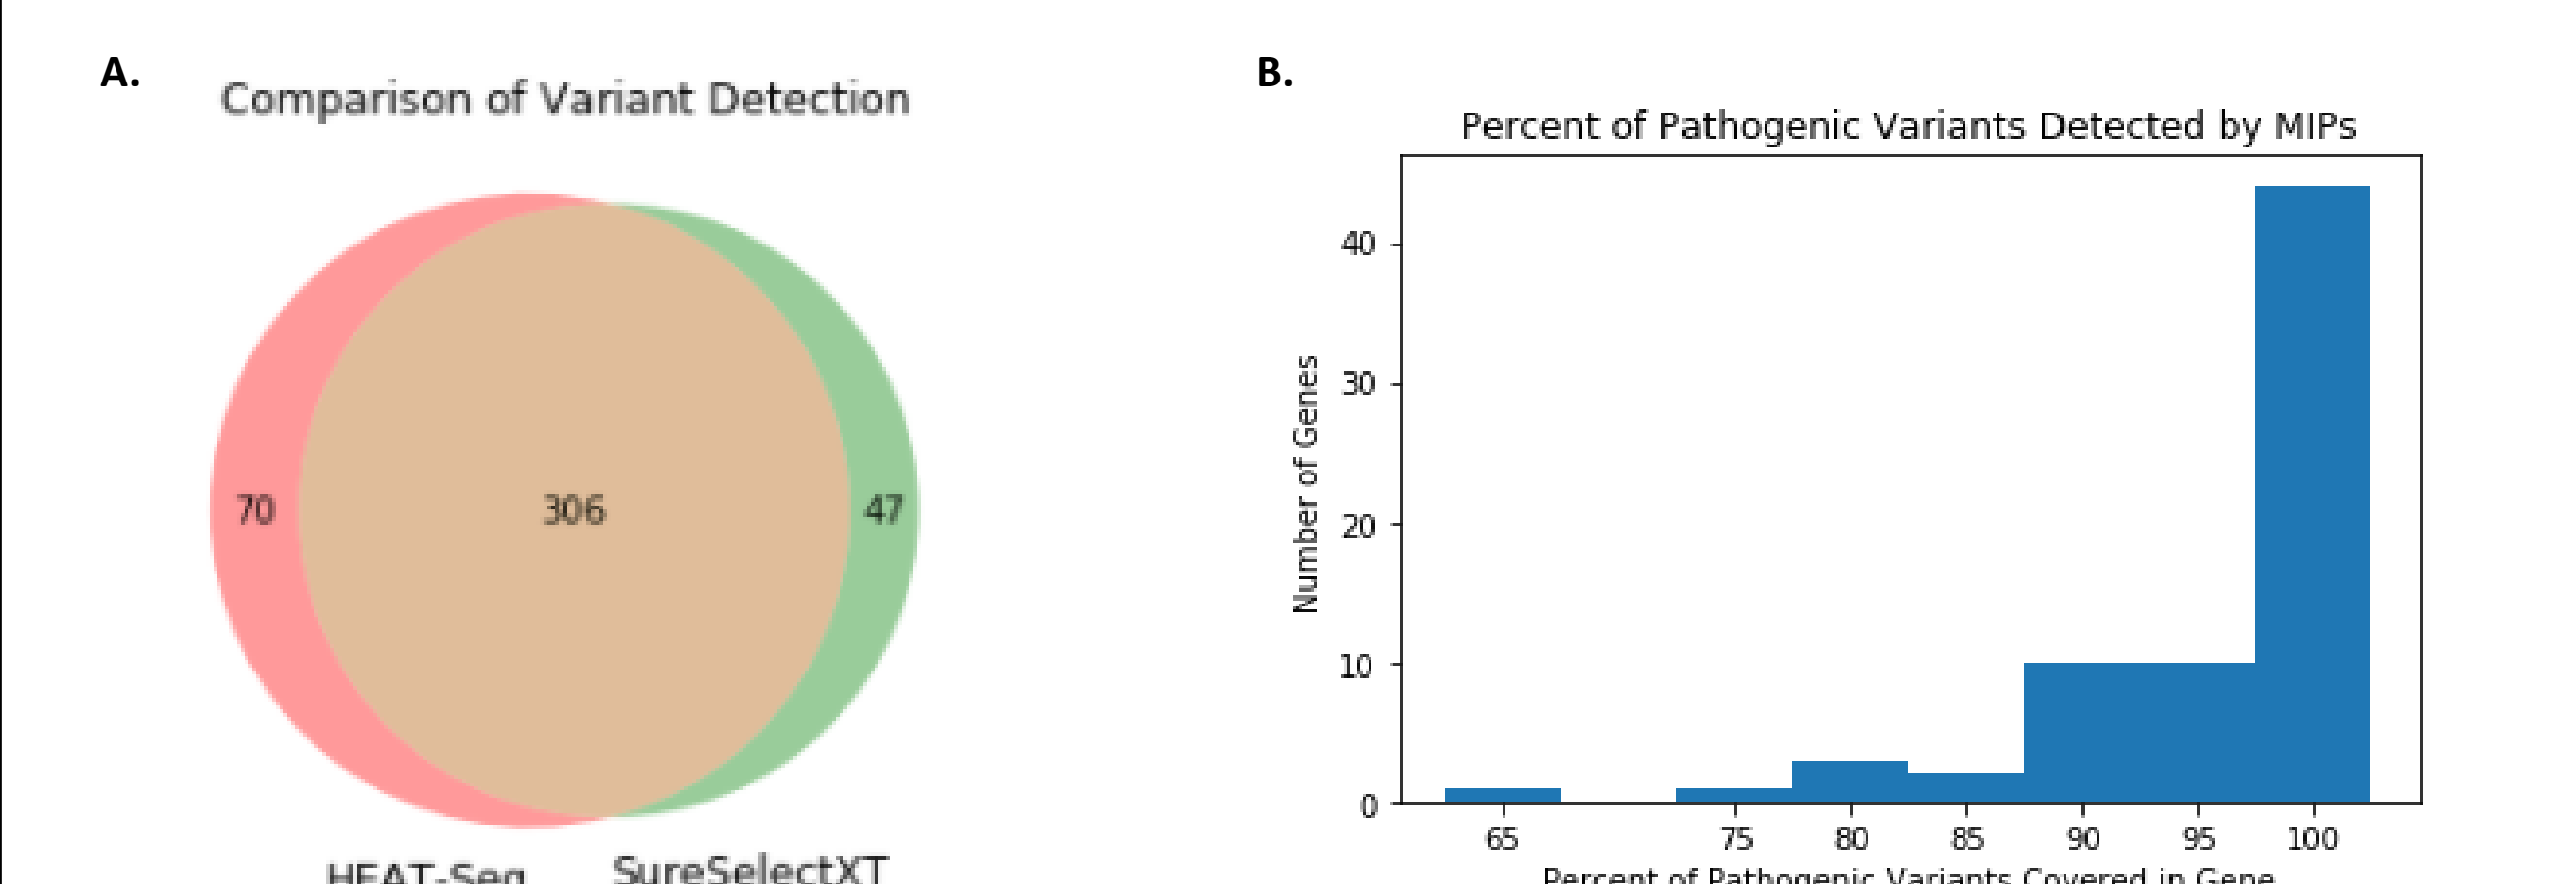 A.
Comparison of Variant Detection
70
306
47
HEAT-Seq
SureSelectXT
B.
Percent of Pathogenic Variants Detected by MIPs
Number of Genes
40
30
20
10
0
65 75 80 85 90 95 100
Percent of Pathogenic Variants Covered in Gene